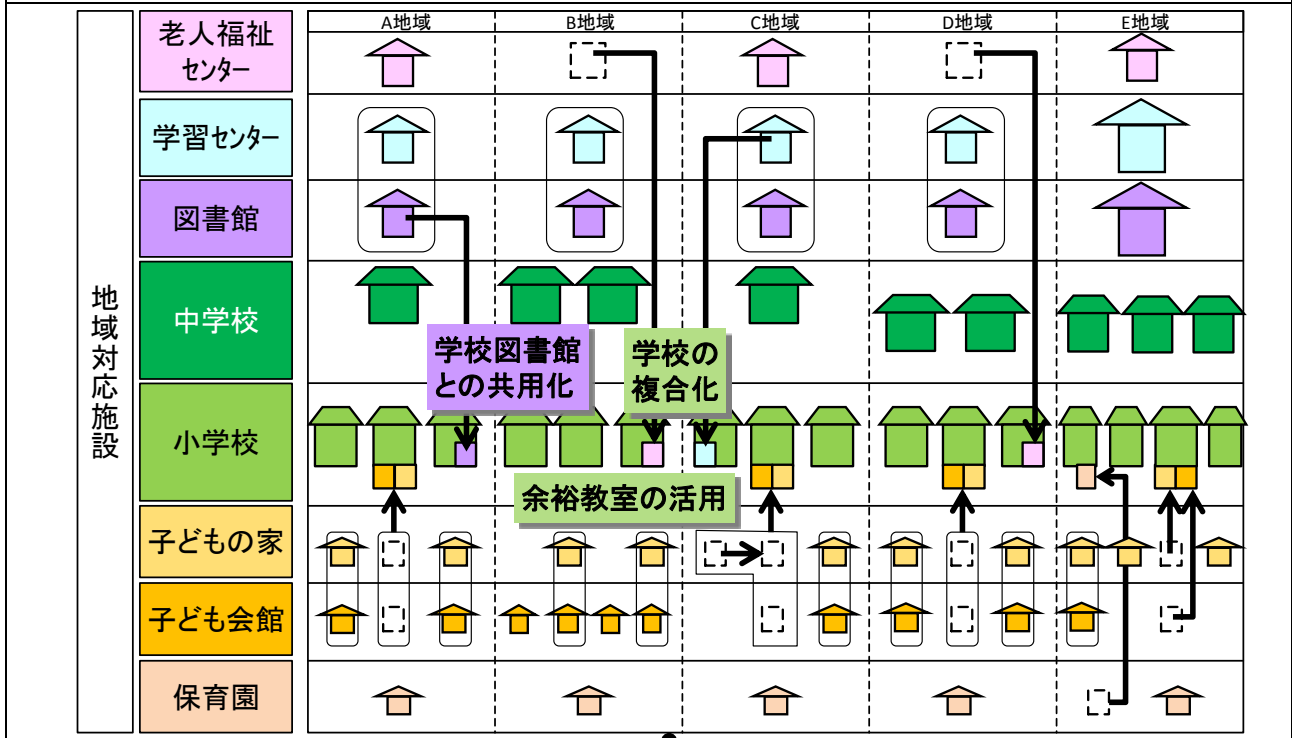 A地域
B地域
C地域
D地域
E地域
地域対応施設
老人福祉
センター
学習センター
図書館
中学校
学校図書館
との共用化
学校の
複合化
小学校
余裕教室の活用
子どもの家
子ども会館
保育園